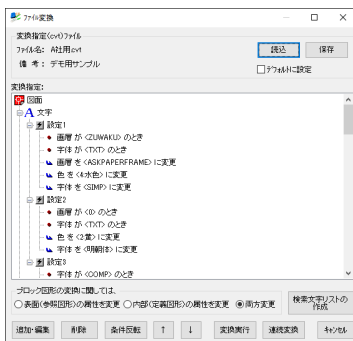 ファイル変換
変換指定(cvt)ファイル
ファイル名: A社用.cvt
読込
保存
備 考: デモ用サンプル
デフォルトに設定
変換指定:
図面
文字
設定1
画層 が <ZUWAKU> のとき
字体 が <TXT> のとき
画層 を <ASKPAPERFRAME> に変更
色 を <4:水色> に変更
字体 を <SIMP> に変更
設定2
画層 が <0> のとき
字体 が <TXT> のとき
色 を <2:黄> に変更
字体 を <明朝体> に変更
設定3
字体 が <COMP> のとき
ブロック図形の変換に関しては、
表面(参照図形)の属性を変更
内部(定義図形)の属性を変更
両方変更
検索文字リストの
作成
追加・編集
削除
条件反転
↑
↓
変換実行
連続変換
キャンセル